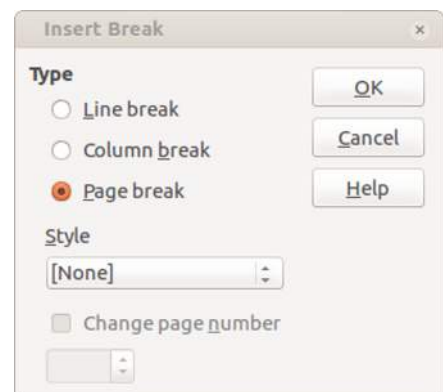 Insert Break
Type
Line break
Column break
Page break
Style
[None]
Change page number
OK
Cancel
Help